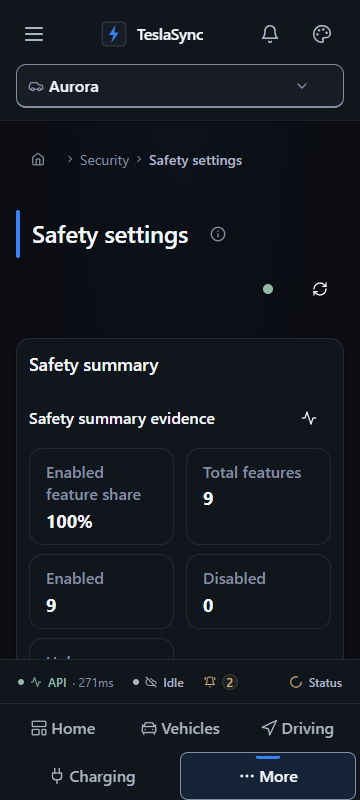 TeslaSync
Aurora
Security
Safety settings
Safety settings
Safety summary
Safety summary evidence
Enabled
feature share
100%
Total features
9
Enabled
9
Disabled
0
API · 271ms
Idle
2
Status
Home
Vehicles
Driving
Charging
More